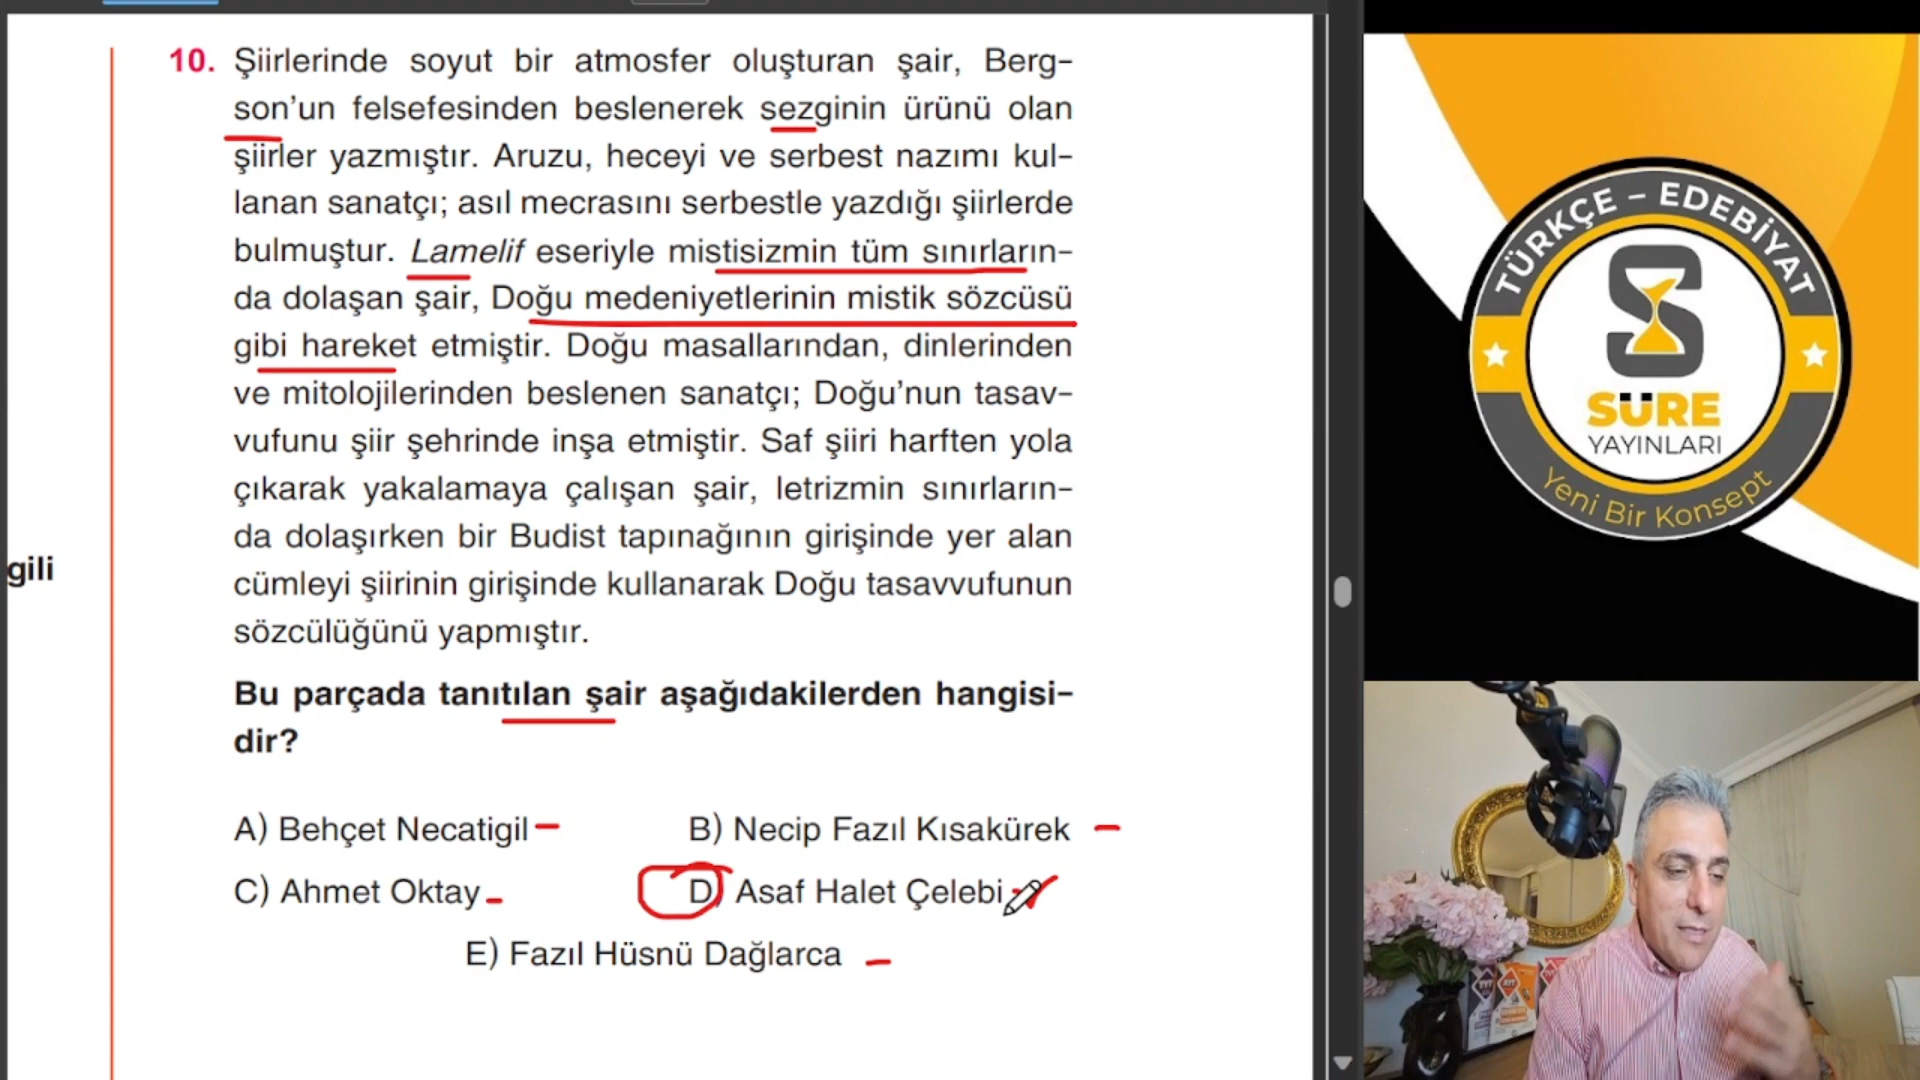 10. Şiirlerinde soyut bir atmosfer oluşturan şair, Berg-
son’un felsefesinden beslenerek sezginin ürünü olan
şiirler yazmıştır. Aruzu, heceyi ve serbest nazımı kul-
lanan sanatçı; asıl mecrasını serbestle yazdığı şiirlerde
bulmuştur. Lamelif eseriyle mistisizmin tüm sınırların-
da dolaşan şair, Doğu medeniyetlerinin mistik sözcüsü
gibi hareket etmiştir. Doğu masallarından, dinlerinden
ve mitolojilerinden beslenen sanatçı; Doğu’nun tasav-
vufunu şiir şehrinde inşa etmiştir. Saf şiiri harften yola
çıkarak yakalamaya çalışan şair, letrizmin sınırların-
da dolaşırken bir Budist tapınağının girişinde yer alan
cümleyi şiirinin girişinde kullanarak Doğu tasavvufunun
sözcülüğünü yapmıştır.
Bu parçada tanıtılan şair aşağıdakilerden hangisi-
dir?
A) Behçet Necatigil
B) Necip Fazıl Kısakürek
C) Ahmet Oktay
D) Asaf Halet Çelebi
E) Fazıl Hüsnü Dağlarca
gili
TÜRKÇE – EDEBİYAT
SÜRE
YAYINLARI
Yeni Bir Konsept